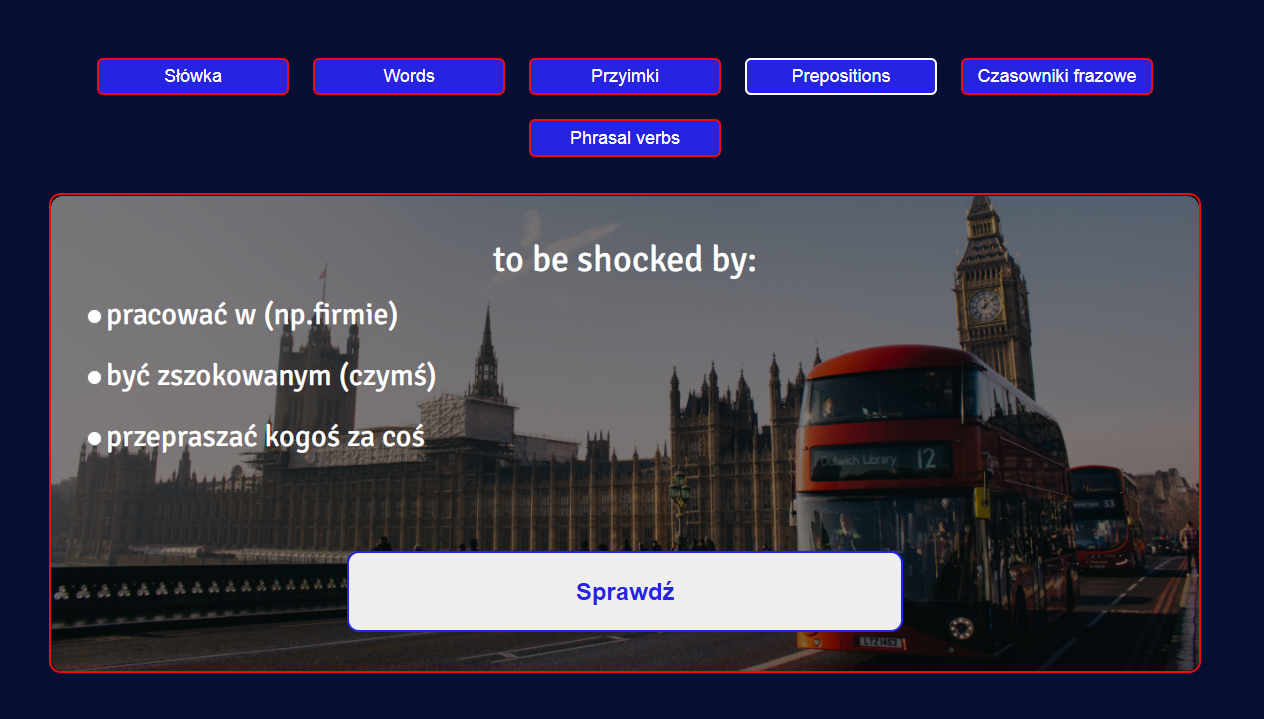 Słówka
Words
Przyimki
Prepositions
Czasowniki frazowe
Phrasal verbs
to be shocked by:
pracować w (np.firmie)
być zszokowanym (czymś)
przepraszać kogoś za coś
Dulwich Library 12
53
Sprawdź
LTZ1453